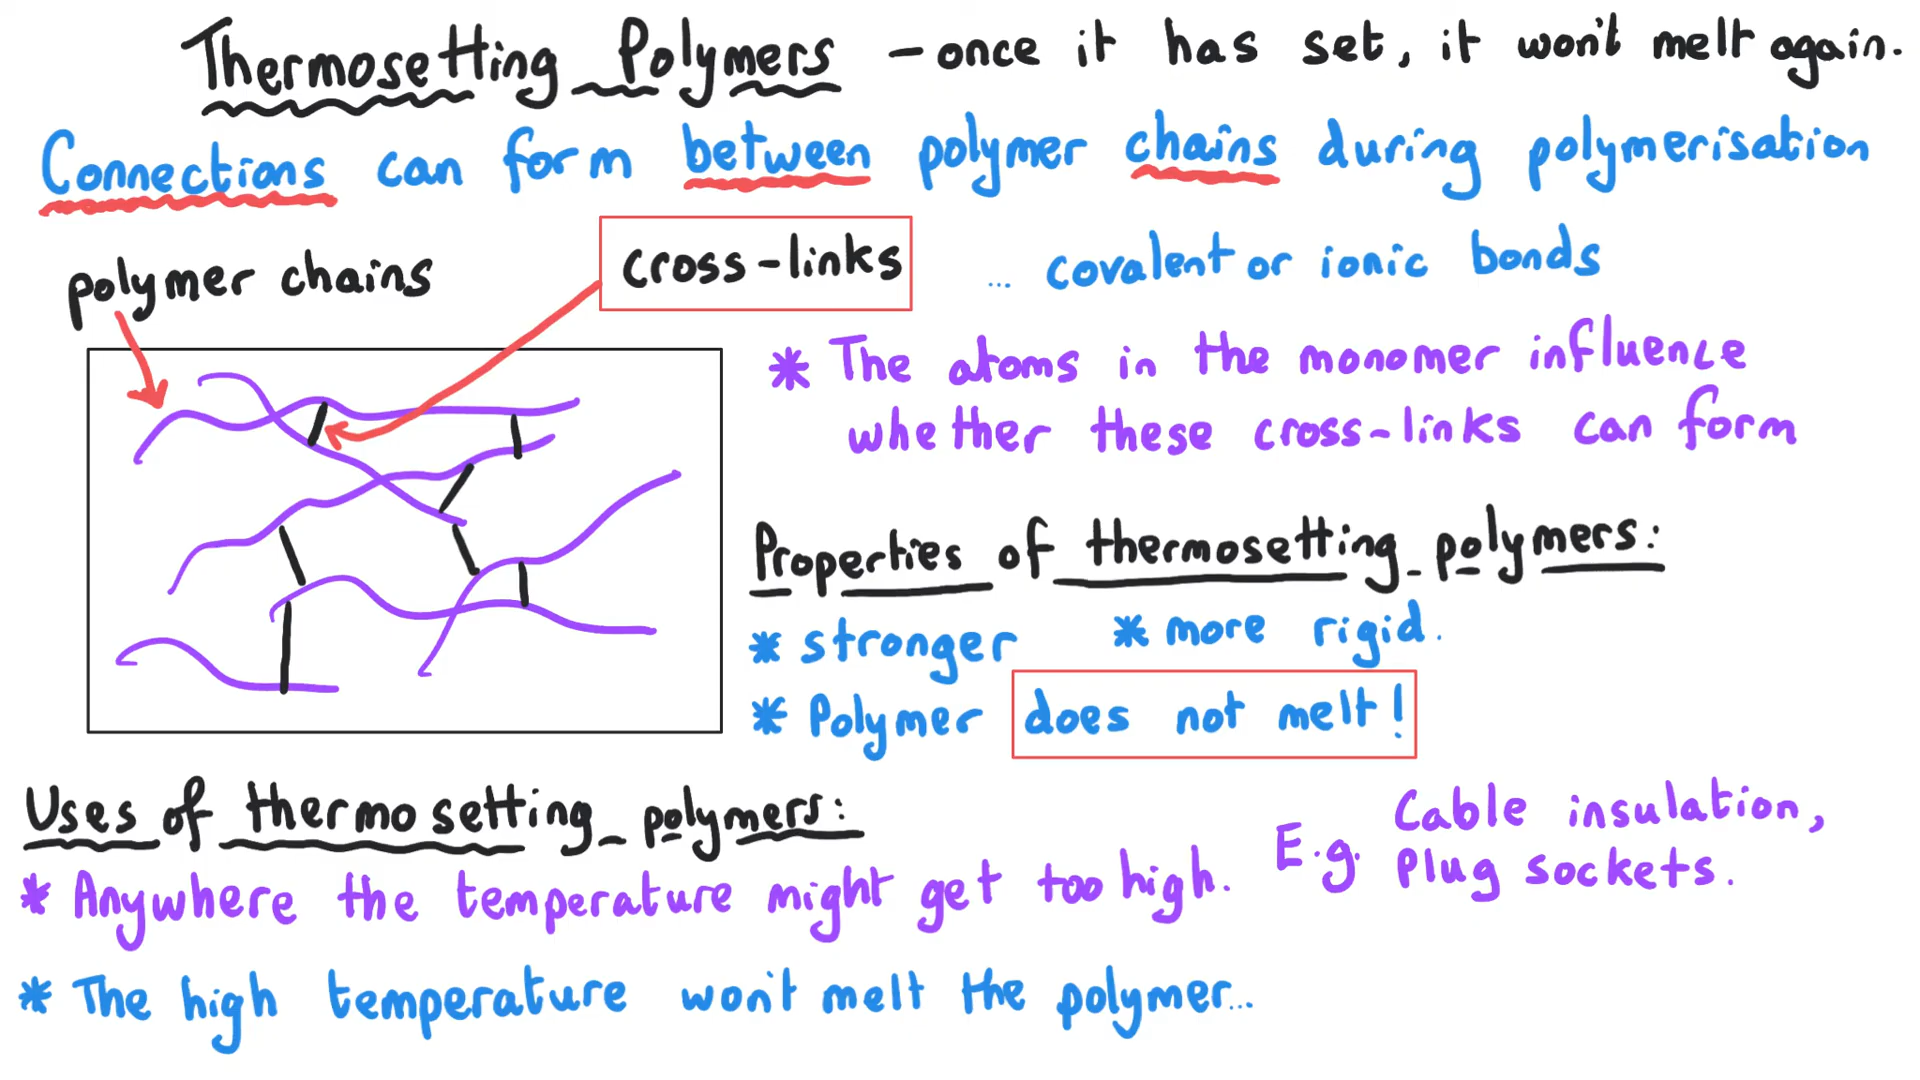 Thermosetting Polymers - once it has set, it won't melt again.
Connections can form between polymer chains during polymerisation
polymer chains
cross-links
... covalent or ionic bonds
* The atoms in the monomer influence
whether these cross-links can form
Properties of thermosetting polymers:
* stronger * more rigid.
* Polymer does not melt!
Uses of thermosetting polymers:
* Anywhere the temperature might get too high.
E.g. Cable insulation,
Plug sockets.
* The high temperature won't melt the polymer...